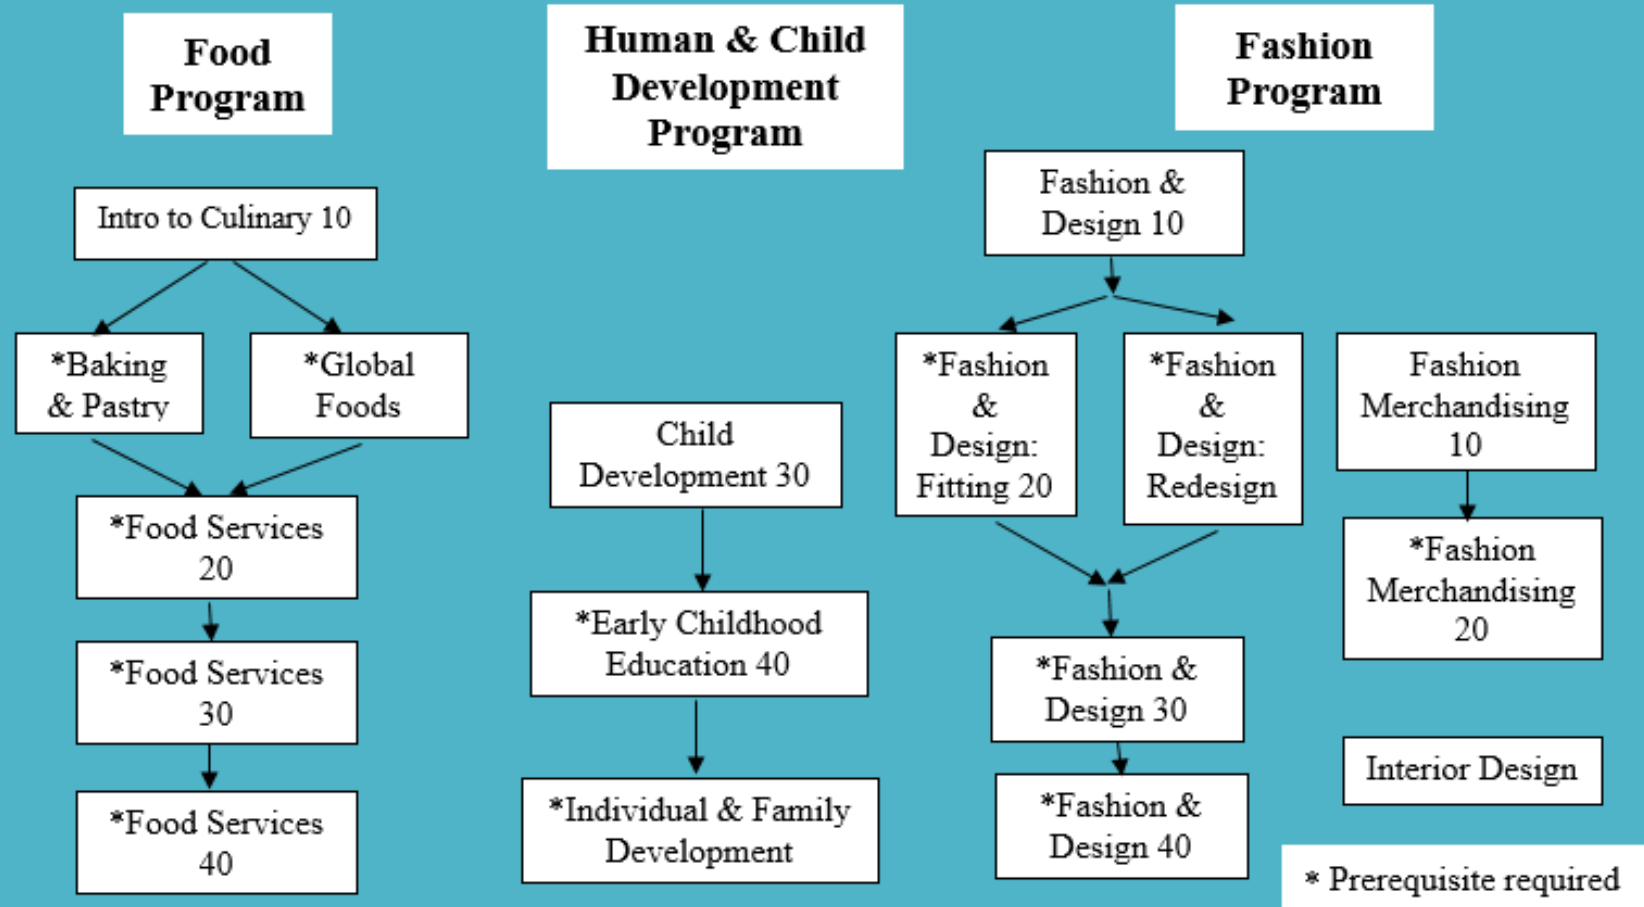 Food
Program
Human & Child
Development
Program
Fashion
Program
Intro to Culinary 10
*Baking
& Pastry
*Global
Foods
*Food Services
20
*Food Services
30
*Food Services
40
Child
Development 30
*Early Childhood
Education 40
*Individual & Family
Development
Fashion &
Design 10
*Fashion
&
Design:
Fitting 20
*Fashion
&
Design:
Redesign
*Fashion &
Design 30
*Fashion &
Design 40
Fashion
Merchandising
10
*Fashion
Merchandising
20
Interior Design
* Prerequisite required